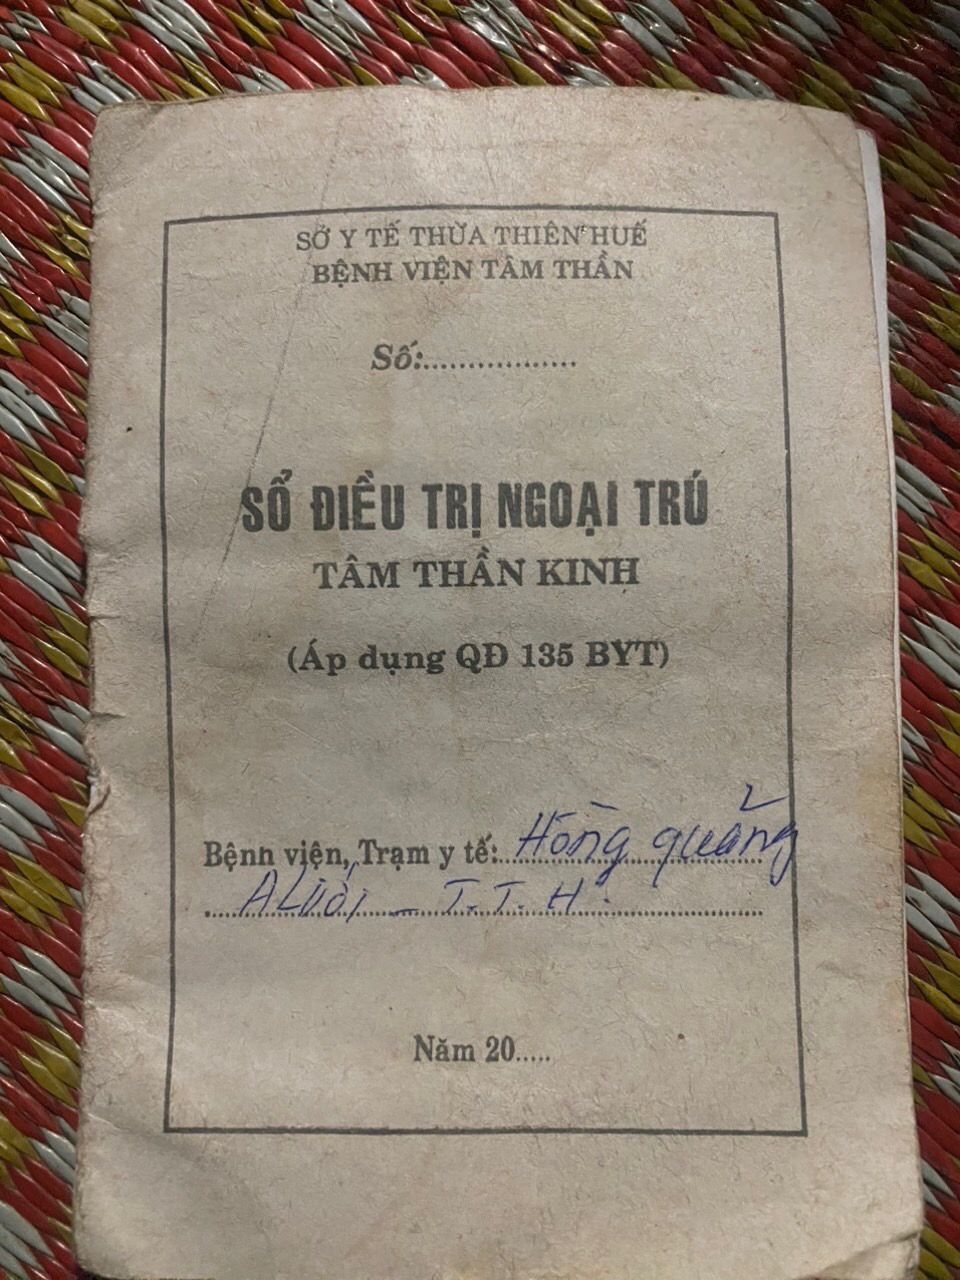 SỞ Y TẾ THỪA THIÊN HUẾ
BỆNH VIỆN TÂM THẦN
Số:.................
SỔ ĐIỀU TRỊ NGOẠI TRÚ
TÂM THẦN KINH
(Áp dụng QĐ 135 BYT)
Bệnh viện, Trạm y tế: Hồng quảng
A Lưới - T.T.H.
Năm 20.....